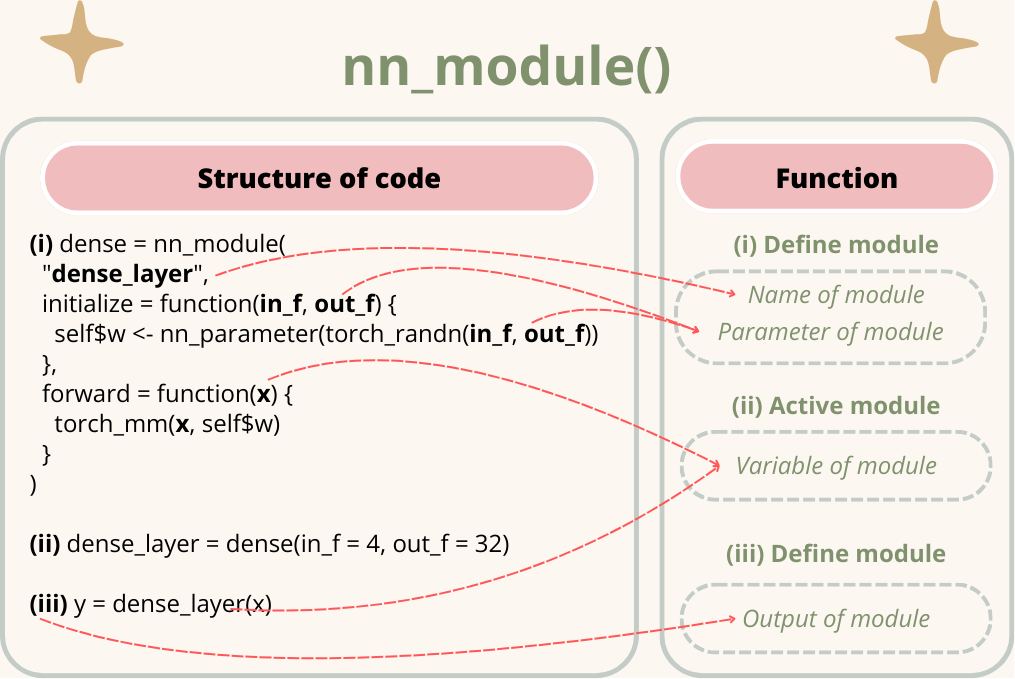 nn_module()
Structure of code
(i) dense = nn_module(
"dense_layer",
initialize = function(in_f, out_f) {
self$w <- nn_parameter(torch_randn(in_f, out_f))
},
forward = function(x) {
torch_mm(x, self$w)
}
)
(ii) dense_layer = dense(in_f = 4, out_f = 32)
(iii) y = dense_layer(x)
Function
(i) Define module
Name of module
Parameter of module
(ii) Active module
Variable of module
(iii) Define module
Output of module